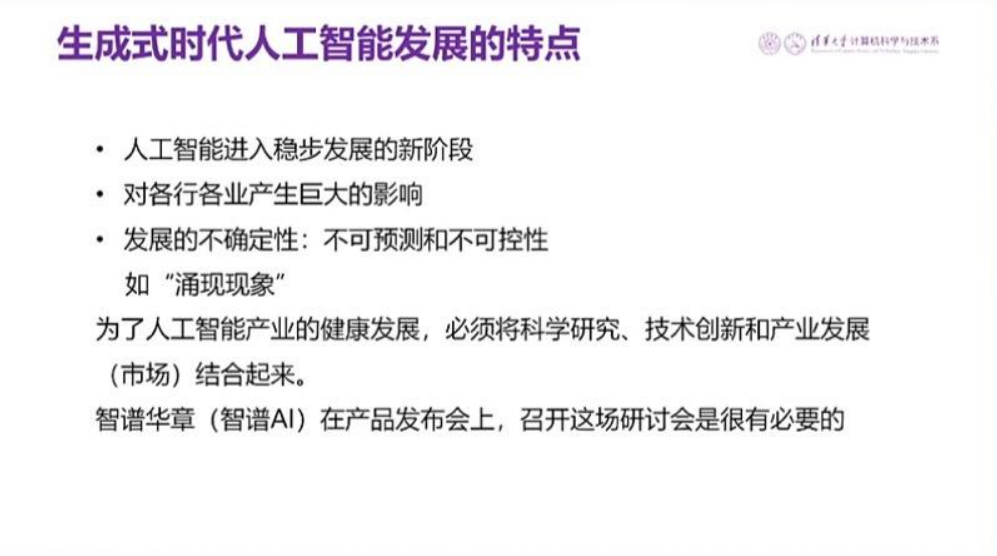 生成式时代人工智能发展的特点
清华大学计算机科学与技术系
• 人工智能进入稳步发展的新阶段
• 对各行各业产生巨大的影响
• 发展的不确定性：不可预测和不可控性
如“涌现现象”
为了人工智能产业的健康发展，必须将科学研究、技术创新和产业发展
（市场）结合起来。
智谱华章（智谱AI）在产品发布会上，召开这场研讨会是很有必要的